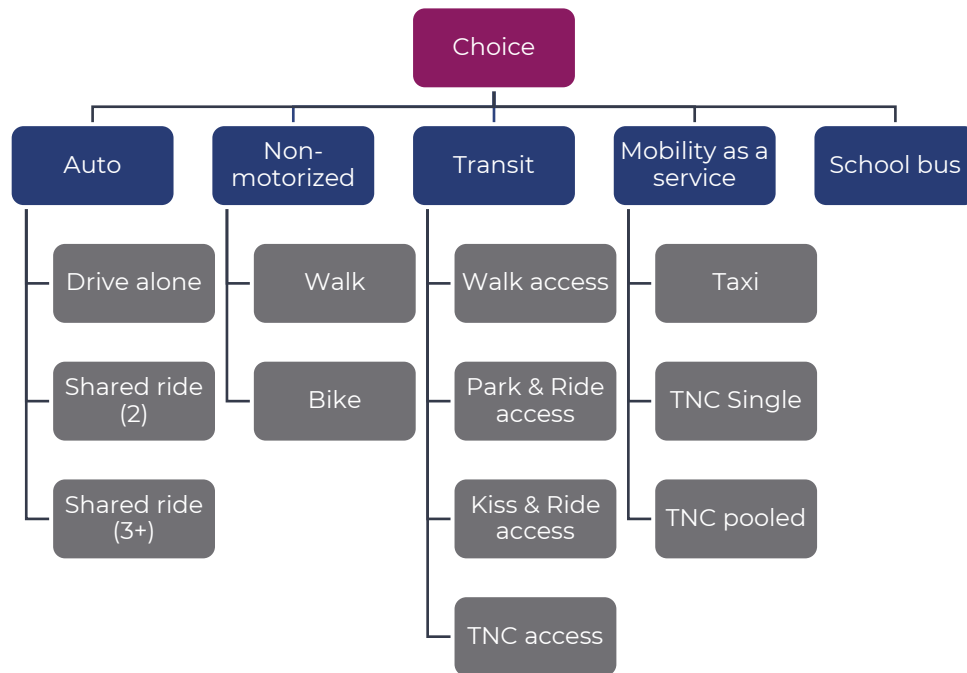 Choice
Auto
Non-
motorized
Transit
Mobility as a
service
School bus
Drive alone
Walk
Walk access
Taxi
Shared ride
(2)
Bike
Park & Ride
access
TNC Single
Shared ride
(3+)
Kiss & Ride
access
TNC pooled
TNC access